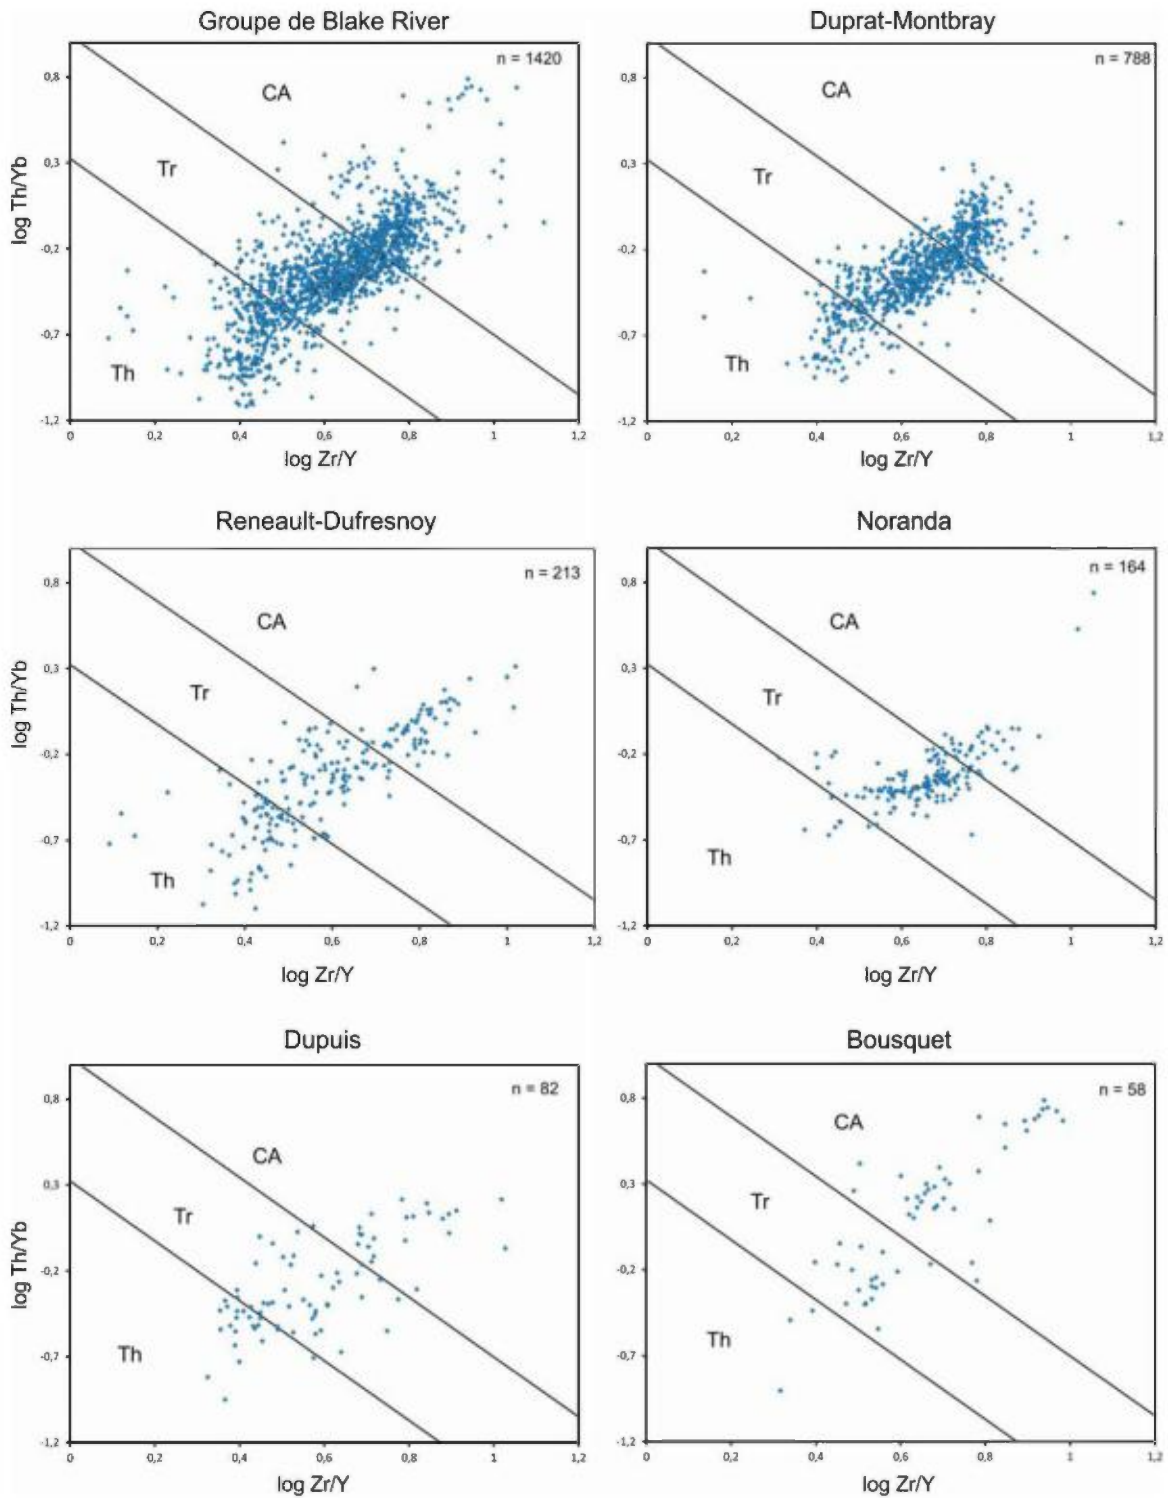 Groupe de Blake River
n = 1420
CA
Tr
Th
log Th/Yb
0,8
0,3
-0,2
-0,7
-1,2
0 0,2 0,4 0,6 0,8 1 1,2
log Zr/Y
Duprat-Montbray
n = 788
CA
Tr
Th
0,8
0,3
-0,2
-0,7
-1,2
0 0,2 0,4 0,6 0,8 1 1,2
log Zr/Y
Reneault-Dufresnoy
n = 213
CA
Tr
Th
log Th/Yb
0,8
0,3
-0,2
-0,7
-1,2
0 0,2 0,4 0,6 0,8 1 1,2
log Zr/Y
Noranda
n = 164
CA
Tr
Th
0,8
0,3
-0,2
-0,7
-1,2
0 0,2 0,4 0,6 0,8 1 1,2
log Zr/Y
Dupuis
n = 82
CA
Tr
Th
log Th/Yb
0,8
0,3
-0,2
-0,7
-1,2
0 0,2 0,4 0,6 0,8 1 1,2
log Zr/Y
Bousquet
n = 58
CA
Tr
Th
0,8
0,3
-0,2
-0,7
-1,2
0 0,2 0,4 0,6 0,8 1 1,2
log Zr/Y